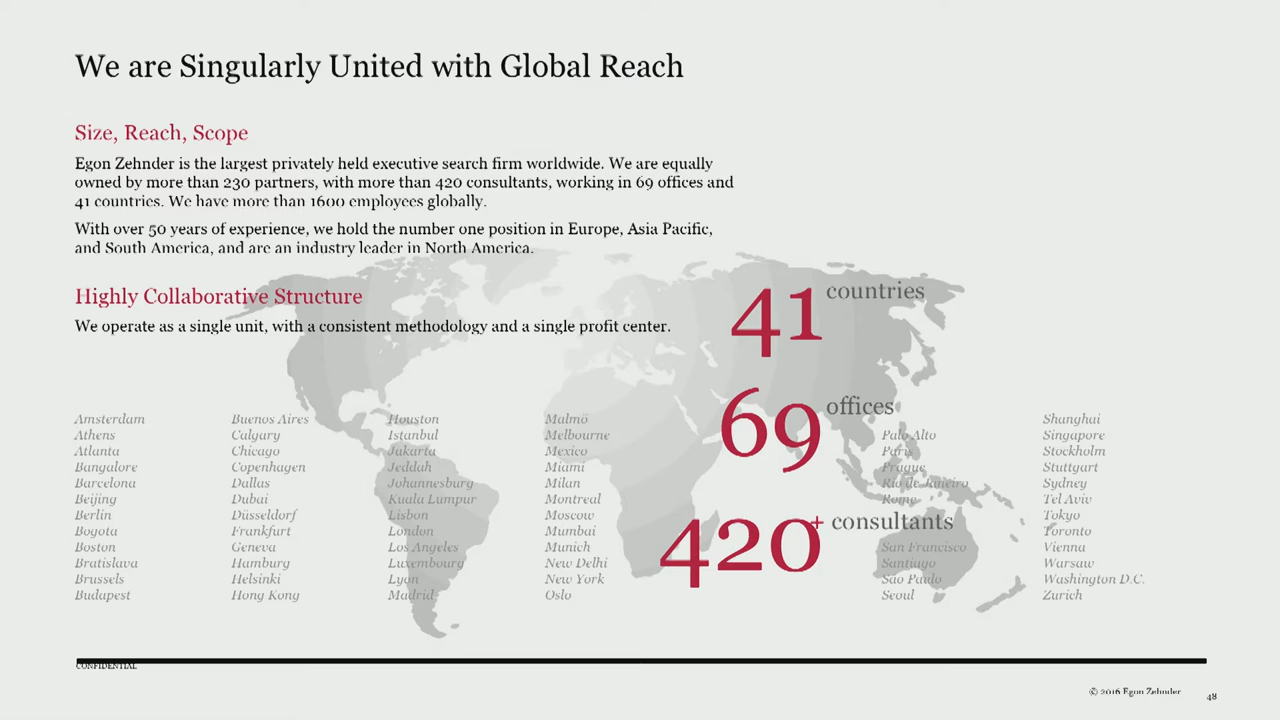 We are Singularly United with Global Reach
Size, Reach, Scope
Egon Zehnder is the largest privately held executive search firm worldwide. We are equally
owned by more than 230 partners, with more than 420 consultants, working in 69 offices and
41 countries. We have more than 1600 employees globally.
With over 50 years of experience, we hold the number one position in Europe, Asia Pacific,
and South America, and are an industry leader in North America.
Highly Collaborative Structure
We operate as a single unit, with a consistent methodology and a single profit center.
41 countries
69 offices
420+ consultants
Amsterdam
Athens
Atlanta
Bangalore
Barcelona
Beijing
Berlin
Bogota
Boston
Bratislava
Brussels
Budapest
Buenos Aires
Calgary
Chicago
Copenhagen
Dallas
Dubai
Düsseldorf
Frankfurt
Geneva
Hamburg
Helsinki
Hong Kong
Houston
Istanbul
Jakarta
Jeddah
Johannesburg
Kuala Lumpur
Lisbon
London
Los Angeles
Luxembourg
Lyon
Madrid
Malmö
Melbourne
Mexico
Miami
Milan
Montreal
Moscow
Mumbai
Munich
New Delhi
New York
Oslo
Palo Alto
Paris
Prague
Rio de Janeiro
Rome
San Francisco
Santiago
São Paulo
Seoul
Shanghai
Singapore
Stockholm
Stuttgart
Sydney
Tel Aviv
Tokyo
Toronto
Vienna
Warsaw
Washington D.C.
Zurich
CONFIDENTIAL
© 2016 Egon Zehnder
48